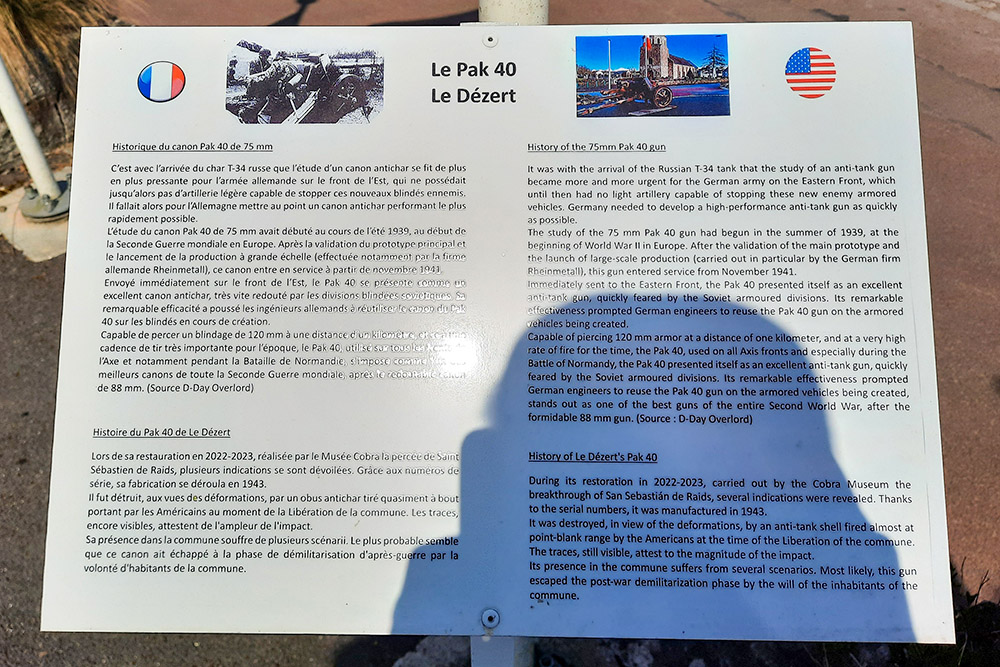 Le Pak 40
Le Dézert
Historique du canon Pak 40 de 75 mm
C'est avec l'arrivée du char T-34 russe que l'étude d'un canon antichar se fit de plus
en plus pressante pour l'armée allemande sur le front de l'Est, qui ne possédait
jusqu'alors pas d'artillerie légère capable de stopper ces nouveaux blindés ennemis.
Il fallait alors pour l'Allemagne mettre au point un canon antichar performant le plus
rapidement possible.
L'étude du canon Pak 40 de 75 mm avait débuté au cours de l'été 1939, au début de
la Seconde Guerre mondiale en Europe. Après la validation du prototype principal et
le lancement de la production à grande échelle (effectuée notamment par la firme
allemande Rheinmetall), ce canon entre en service à partir de novembre 1941.
Envoyé immédiatement sur le front de l'Est, le Pak 40 se présente comme un
excellent canon antichar, très vite redouté par les divisions blindées soviétiques. Sa
remarquable efficacité a poussé les ingénieurs allemands à réutiliser le canon du Pak
40 sur les blindés en cours de création.
Capable de percer un blindage de 120 mm à une distance d'un kilomètre, et
cadence de tir très importante pour l'époque, le Pak 40, utilisé sur tous les
l'Axe et notamment pendant la Bataille de Normandie, s'impose comme
meilleurs canons de toute la Seconde Guerre mondiale, après le redoutable canon
de 88 mm. (Source D-Day Overlord)
Histoire du Pak 40 de Le Dézert
Lors de sa restauration en 2022-2023, réalisée par le Musée Cobra la percée de Saint
Sébastien de Raids, plusieurs indications se sont dévoilées. Grâce aux numéros de
série, sa fabrication se déroula en 1943.
Il fut détruit, aux vues des déformations, par un obus antichar tiré quasiment à bout
portant par les Américains au moment de la Libération de la commune. Les traces,
encore visibles, attestent de l'ampleur de l'impact.
Sa présence dans la commune souffre de plusieurs scénarii. Le plus probable semble
que ce canon ait échappé à la phase de démilitarisation d'après-guerre par la
volonté d'habitants de la commune.
History of the 75mm Pak 40 gun
It was with the arrival of the Russian T-34 tank that the study of an anti-tank gun
became more and more urgent for the German army on the Eastern Front, which
until then had no light artillery capable of stopping these new enemy armored
vehicles. Germany needed to develop a high-performance anti-tank gun as quickly
as possible.
The study of the 75 mm Pak 40 gun had begun in the summer of 1939, at the
beginning of World War II in Europe. After the validation of the main prototype and
the launch of large-scale production (carried out in particular by the German firm
Rheinmetall), this gun entered service from November 1941.
Immediately sent to the Eastern Front, the Pak 40 presented itself as an excellent
anti-tank gun, quickly feared by the Soviet armoured divisions. Its remarkable
effectiveness prompted German engineers to reuse the Pak 40 gun on the armored
vehicles being created.
Capable of piercing 120 mm armor at a distance of one kilometer, and at a very high
rate of fire for the time, the Pak 40, used on all Axis fronts and especially during the
Battle of Normandy, the Pak 40 presented itself as an excellent anti-tank gun, quickly
feared by the Soviet armoured divisions. Its remarkable effectiveness prompted
German engineers to reuse the Pak 40 gun on the armored vehicles being created,
stands out as one of the best guns of the entire Second World War, after the
formidable 88 mm gun. (Source : D-Day Overlord)
History of Le Dézert's Pak 40
During its restoration in 2022-2023, carried out by the Cobra Museum the
breakthrough of San Sebastián de Raids, several indications were revealed. Thanks
to the serial numbers, it was manufactured in 1943.
It was destroyed, in view of the deformations, by an anti-tank shell fired almost at
point-blank range by the Americans at the time of the Liberation of the commune.
The traces, still visible, attest to the magnitude of the impact.
Its presence in the commune suffers from several scenarios. Most likely, this gun
escaped the post-war demilitarization phase by the will of the inhabitants of the
commune.